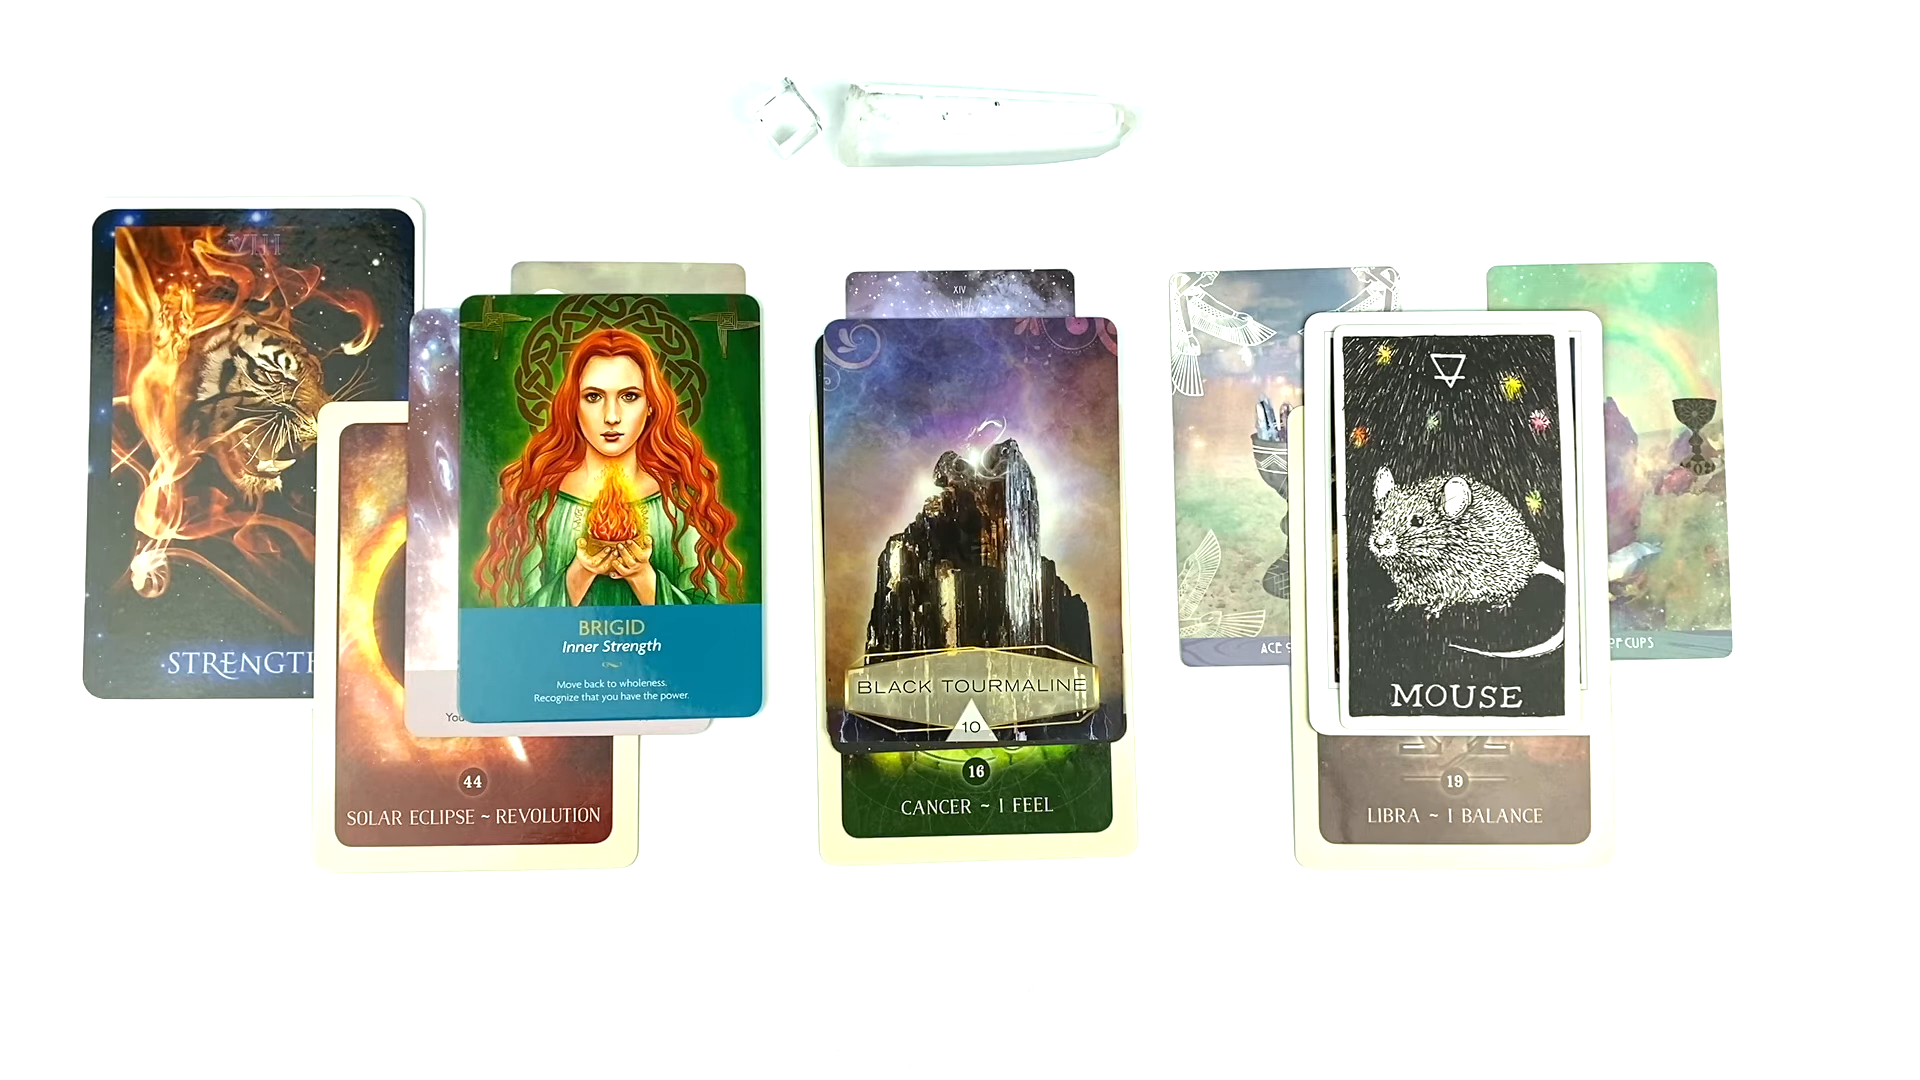 VIII
STRENGTH
44
SOLAR ECLIPSE ~ REVOLUTION
You
BRIGID
Inner Strength
Move back to wholeness.
Recognize that you have the power.
XIV
BLACK TOURMALINE
10
16
CANCER ~ I FEEL
ACE
MOUSE
OF CUPS
19
LIBRA ~ I BALANCE